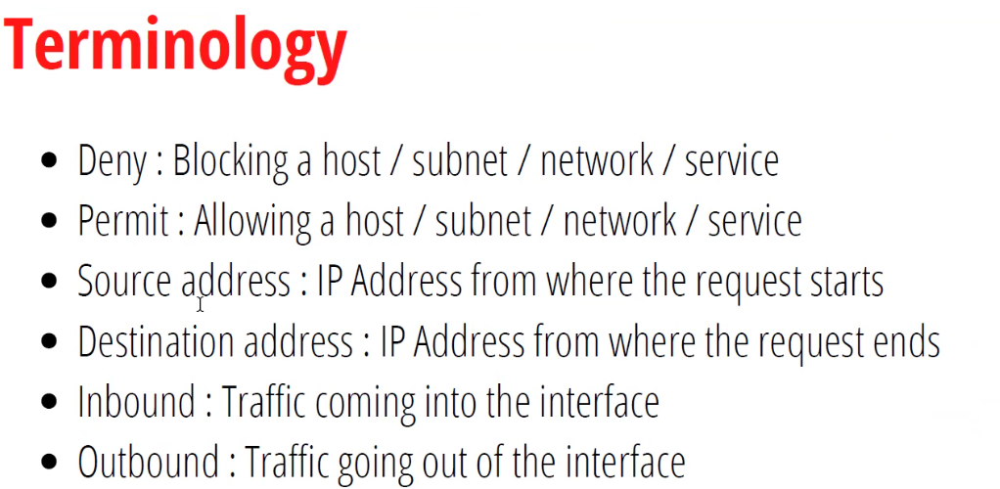 Terminology
• Deny : Blocking a host / subnet / network / service
• Permit : Allowing a host / subnet / network / service
• Source address : IP Address from where the request starts
• Destination address : IP Address from where the request ends
• Inbound : Traffic coming into the interface
• Outbound : Traffic going out of the interface